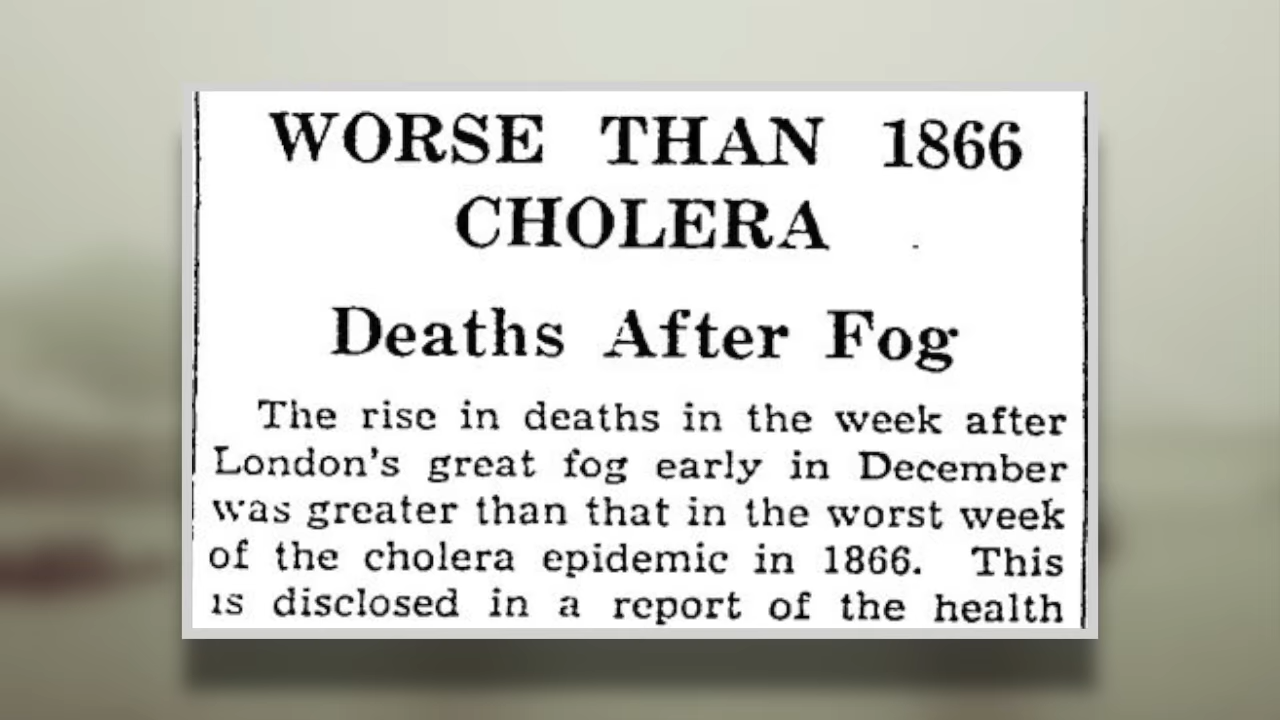 WORSE THAN 1866
CHOLERA
Deaths After Fog
The rise in deaths in the week after
London's great fog early in December
was greater than that in the worst week
of the cholera epidemic in 1866. This
is disclosed in a report of the health